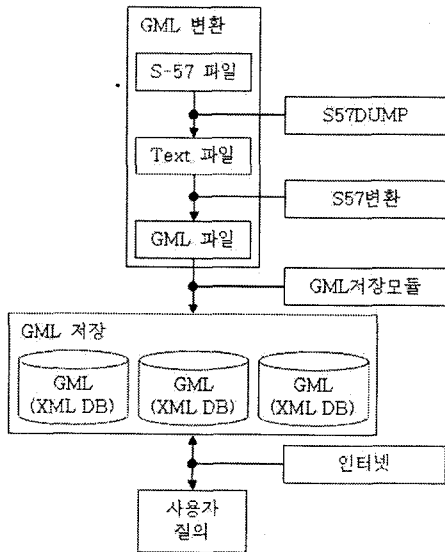 GML 변환
S-57 파일
S57DUMP
Text 파일
S57변환
GML 파일
GML저장모듈
GML 저장
GML
(XML DB)
GML
(XML DB)
GML
(XML DB)
인터넷
사용자
질의